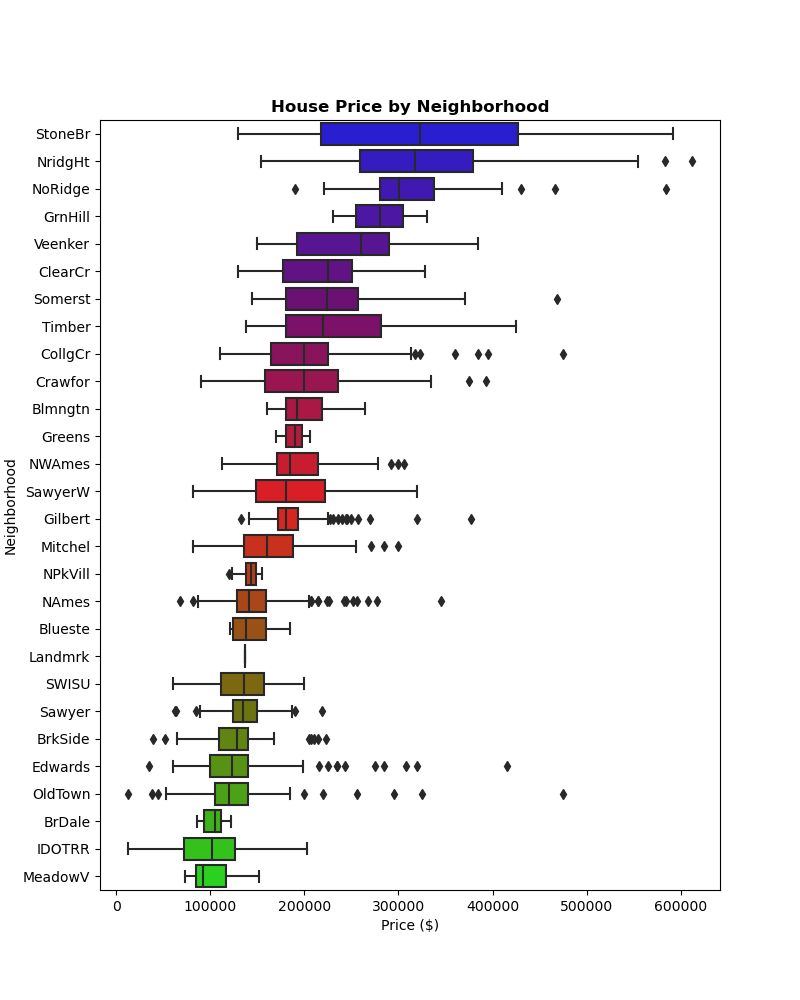 House Price by Neighborhood
Neighborhood
StoneBr
NridgHt
NoRidge
GrnHill
Veenker
ClearCr
Somerst
Timber
CollgCr
Crawfor
Blmngtn
Greens
NWAmes
SawyerW
Gilbert
Mitchel
NPkVill
NAmes
Blueste
Landmrk
SWISU
Sawyer
BrkSide
Edwards
OldTown
BrDale
IDOTRR
MeadowV
0 100000 200000 300000 400000 500000 600000
Price ($)